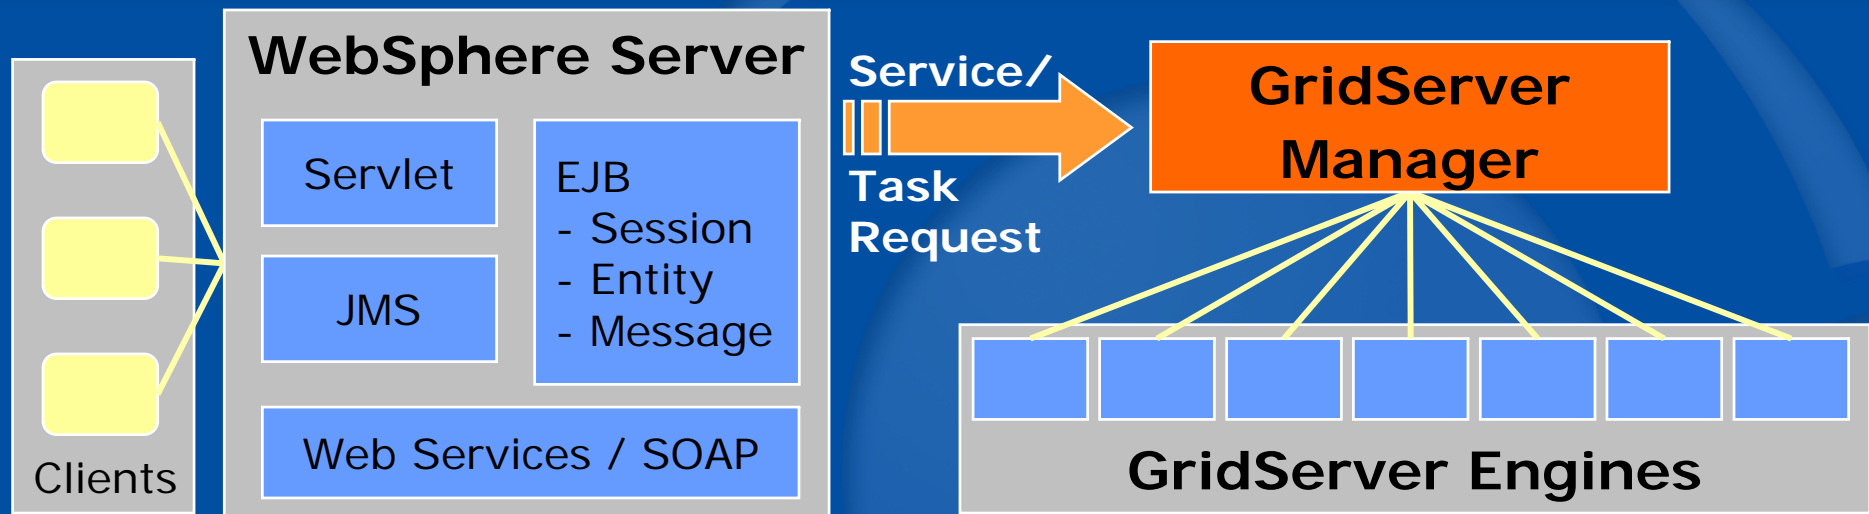 WebSphere Server
Servlet
JMS
EJB
- Session
- Entity
- Message
Web Services / SOAP
Clients
Service/
Task
Request
GridServer
Manager
GridServer Engines